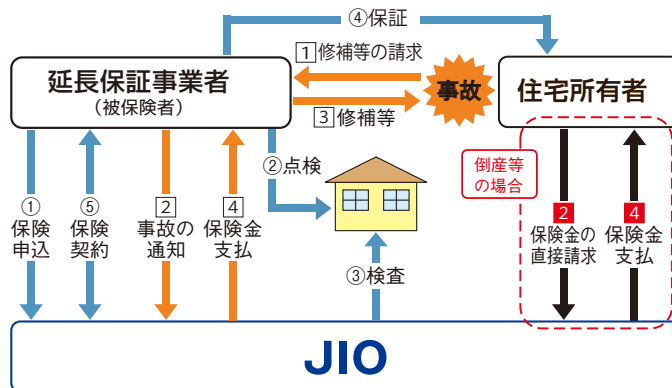 ④保証
1 修補等の請求
延長保証事業者
（被保険者）
事故
住宅所有者
3 修補等
②点検
倒産等
の場合
①
保険
申込
⑤
保険
契約
2
事故の
通知
4
保険金
支払
③検査
2
保険金の
直接請求
4
保険金
支払
JIO